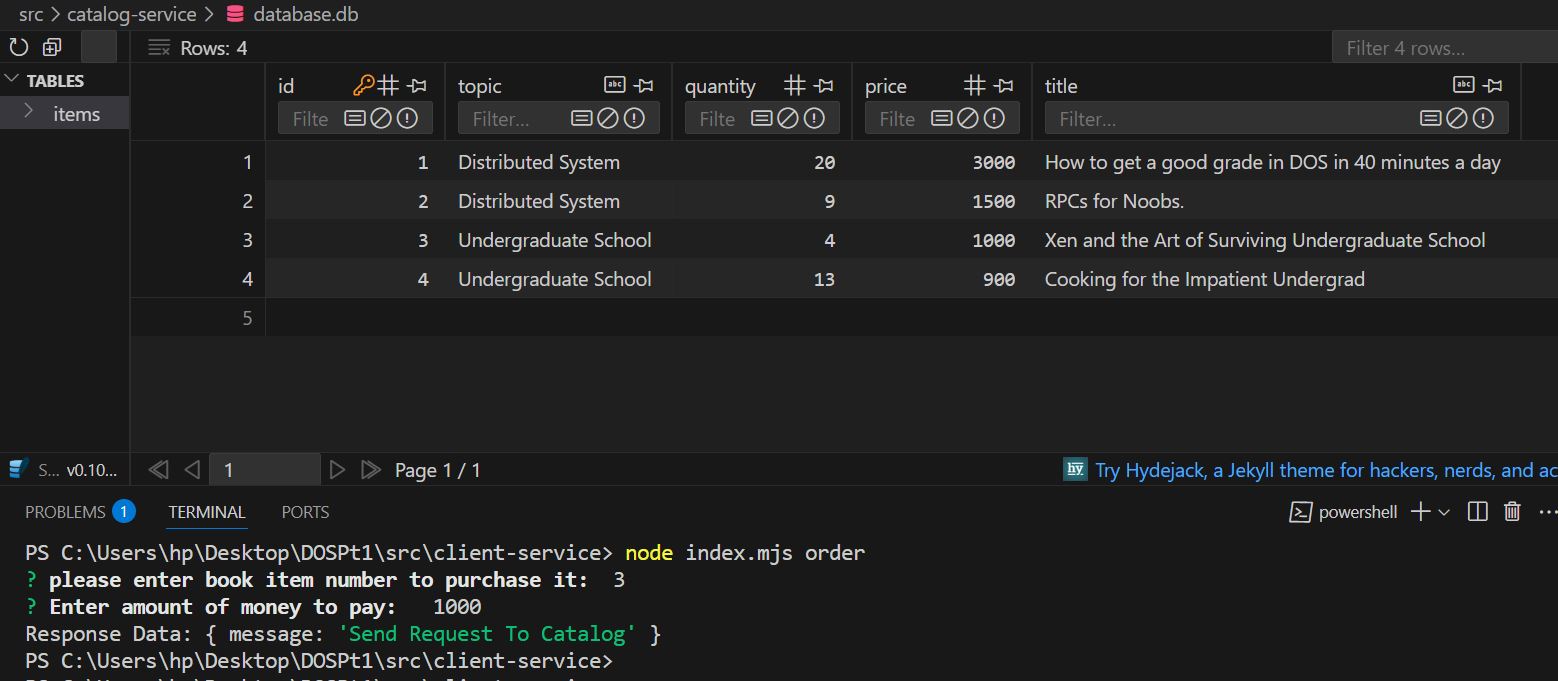 src > catalog-service > database.db
Rows: 4
Filter 4 rows...
TABLES
items
id topic quantity price title
Filte Filter... Filte Filte Filter...
1 1 Distributed System 20 3000 How to get a good grade in DOS in 40 minutes a day
2 2 Distributed System 9 1500 RPCs for Noobs.
3 3 Undergraduate School 4 1000 Xen and the Art of Surviving Undergraduate School
4 4 Undergraduate School 13 900 Cooking for the Impatient Undergrad
5
S... v0.10... 1 Page 1 / 1 hy Try Hydejack, a Jekyll theme for hackers, nerds, and ac
PROBLEMS 1 TERMINAL PORTS powershell
PS C:\Users\hp\Desktop\DOSPt1\src\client-service> node index.mjs order
? please enter book item number to purchase it: 3
? Enter amount of money to pay: 1000
Response Data: { message: 'Send Request To Catalog' }
PS C:\Users\hp\Desktop\DOSPt1\src\client-service>